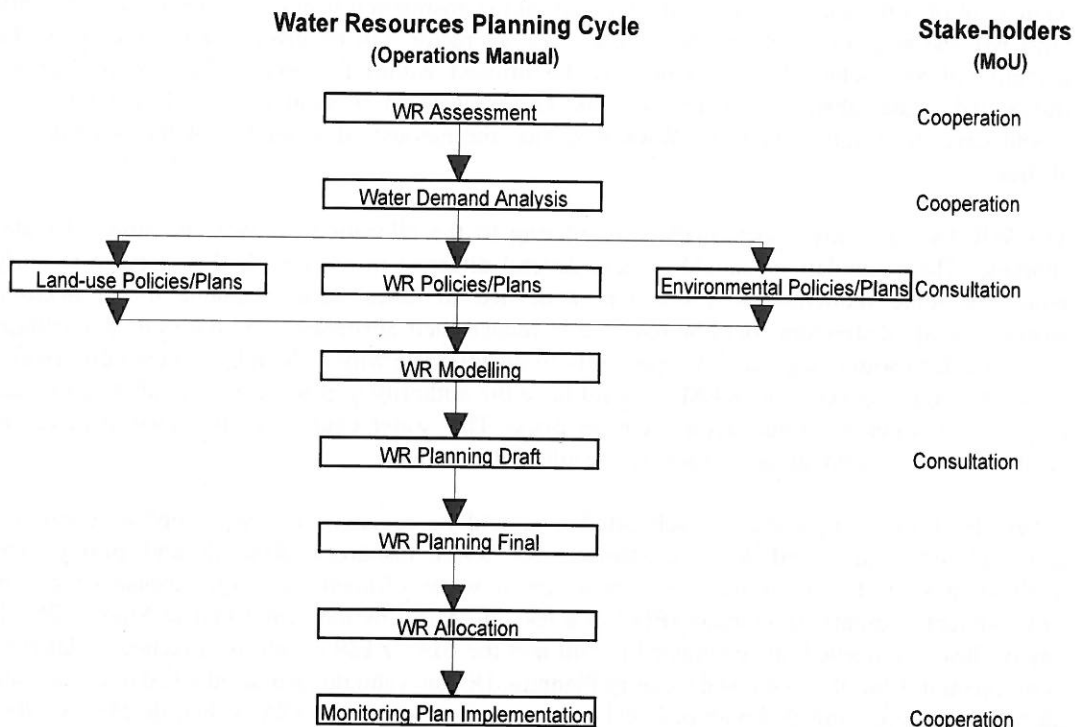 Water Resources Planning Cycle
(Operations Manual)
Stake-holders
(MoU)
WR Assessment
Cooperation
Water Demand Analysis
Cooperation
Land-use Policies/Plans
WR Policies/Plans
Environmental Policies/Plans
Consultation
WR Modelling
WR Planning Draft
Consultation
WR Planning Final
WR Allocation
Monitoring Plan Implementation
Cooperation